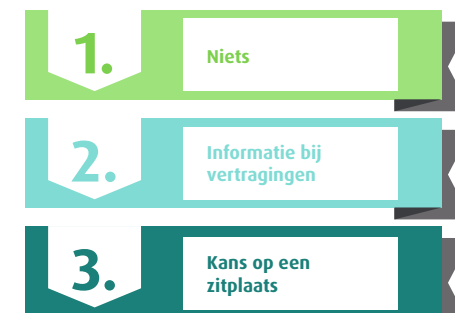 1.
Niets
2.
Informatie bij
vertragingen
3.
Kans op een
zitplaats